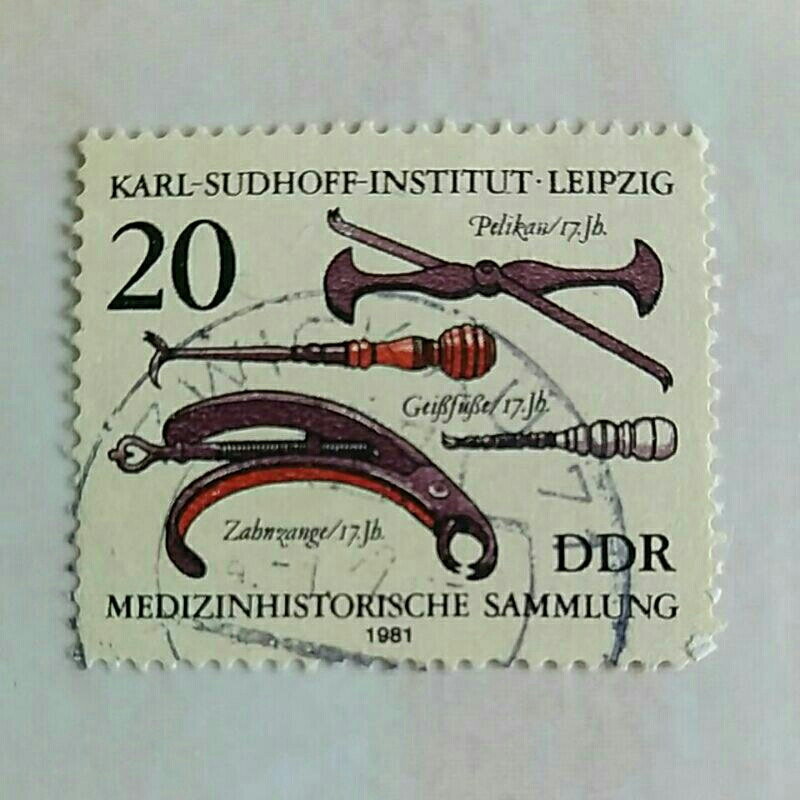 KARL-SUDHOFF-INSTITUT·LEIPZIG
20
Pelikan/17.Jh.
Geißfüße/17.Jh.
Zahnzange/17.Jh.
DDR
MEDIZINHISTORISCHE SAMMLUNG
1981